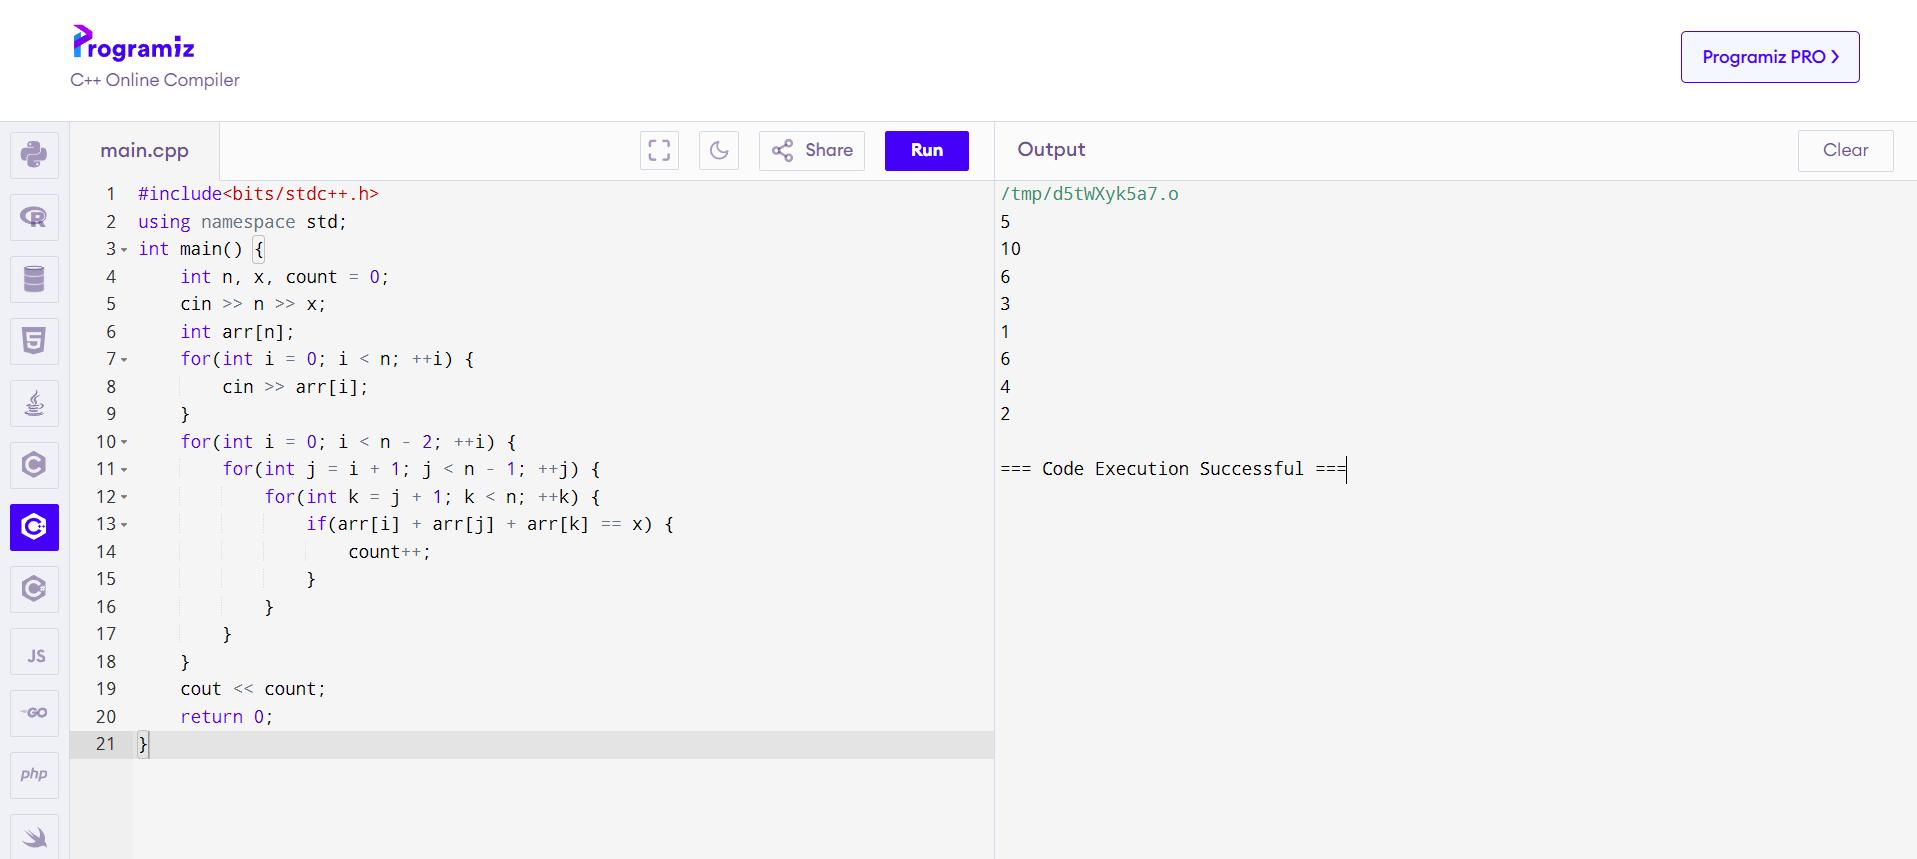 Programiz
C++ Online Compiler
Programiz PRO >
main.cpp
Share
Run
Output
Clear
1 #include<bits/stdc++.h>
2 using namespace std;
3 int main() {
4     int n, x, count = 0;
5     cin >> n >> x;
6     int arr[n];
7     for(int i = 0; i < n; ++i) {
8         cin >> arr[i];
9     }
10     for(int i = 0; i < n - 2; ++i) {
11         for(int j = i + 1; j < n - 1; ++j) {
12             for(int k = j + 1; k < n; ++k) {
13                 if(arr[i] + arr[j] + arr[k] == x) {
14                     count++;
15                 }
16             }
17         }
18     }
19     cout << count;
20     return 0;
21 }
/tmp/d5tWXyk5a7.o
5
10
6
3
1
6
4
2
=== Code Execution Successful ===
R
5
C
C++
C#
JS
GO
php